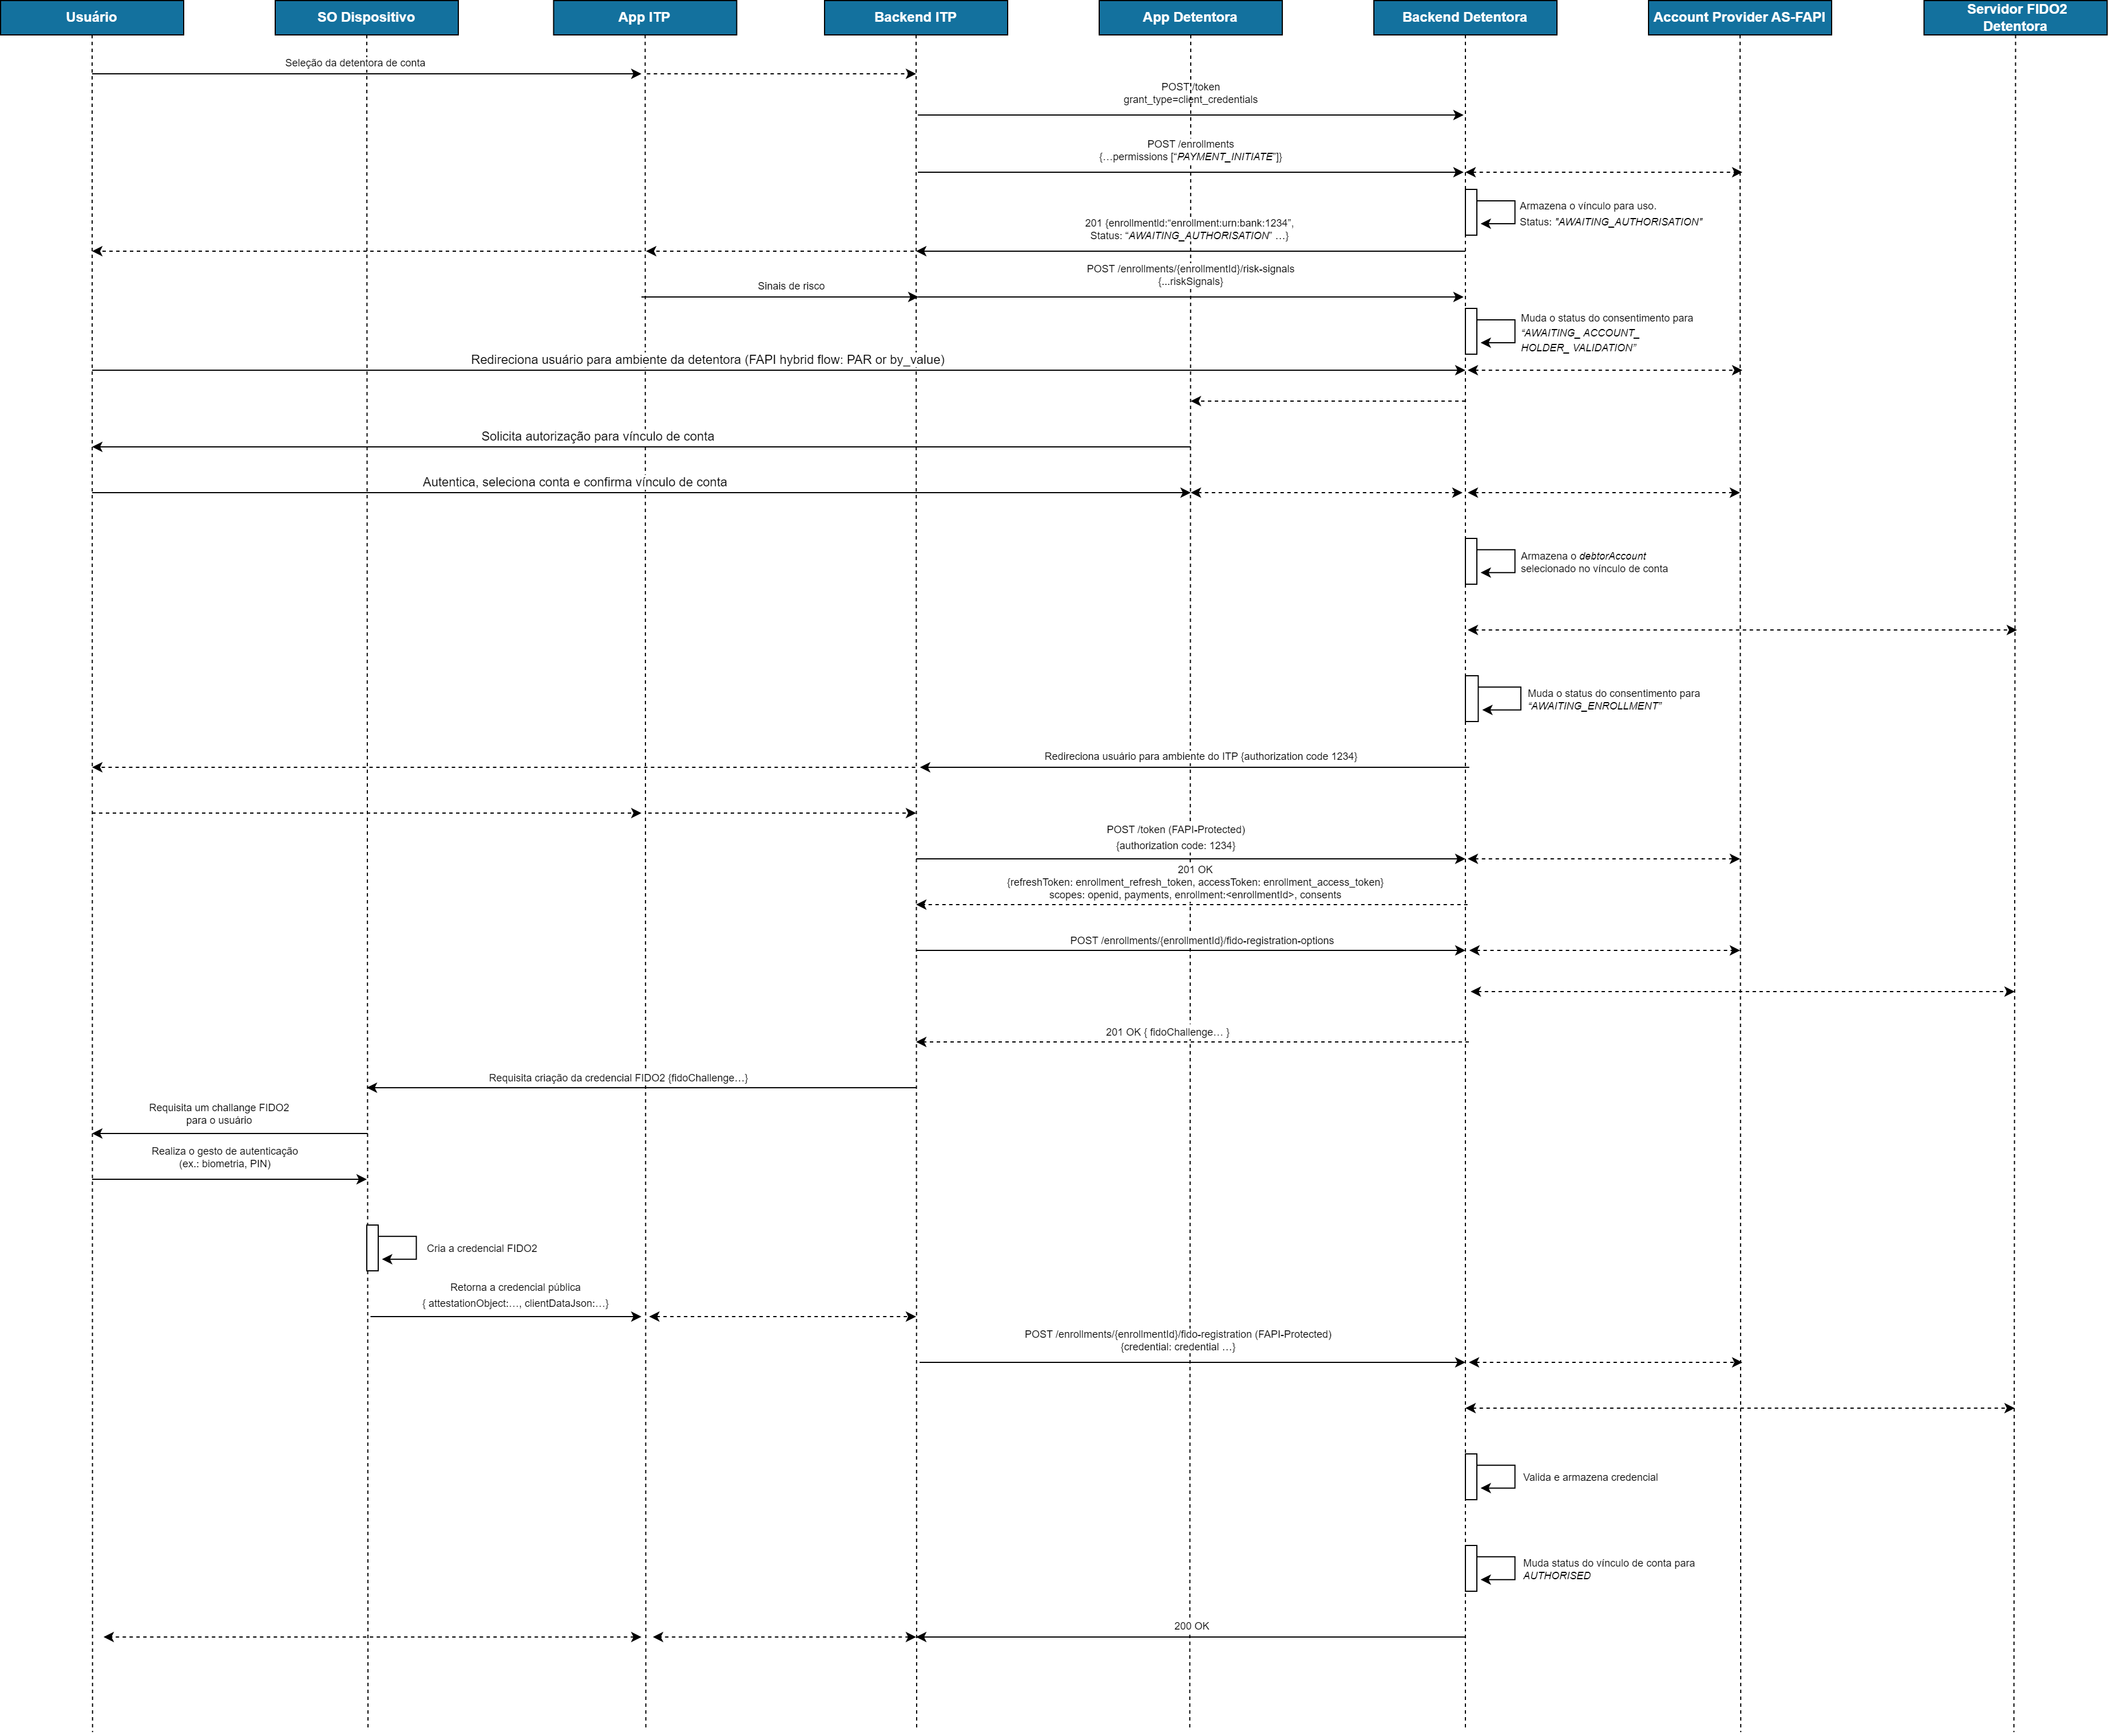 Usuário
SO Dispositivo
App ITP
Backend ITP
App Detentora
Backend Detentora
Account Provider AS-FAPI
Servidor FIDO2
Detentora
Seleção da detentora de conta
POST /token
grant_type=client_credentials
POST /enrollments
{…permissions [“PAYMENT_INITIATE”]}
Armazena o vínculo para uso.
Status: "AWAITING_AUTHORISATION"
201 {enrollmentId:“enrollment:urn:bank:1234”,
Status: “AWAITING_AUTHORISATION” …}
Sinais de risco
POST /enrollments/{enrollmentId}/risk-signals
{...riskSignals}
Muda o status do consentimento para
“AWAITING_ ACCOUNT_
HOLDER_ VALIDATION”
Redireciona usuário para ambiente da detentora (FAPI hybrid flow: PAR or by_value)
Solicita autorização para vínculo de conta
Autentica, seleciona conta e confirma vínculo de conta
Armazena o debtorAccount
selecionado no vínculo de conta
Muda o status do consentimento para
“AWAITING_ENROLLMENT”
Redireciona usuário para ambiente do ITP {authorization code 1234}
POST /token (FAPI-Protected)
{authorization code: 1234}
201 OK
{refreshToken: enrollment_refresh_token, accessToken: enrollment_access_token}
scopes: openid, payments, enrollment:<enrollmentId>, consents
POST /enrollments/{enrollmentId}/fido-registration-options
201 OK { fidoChallenge… }
Requisita criação da credencial FIDO2 {fidoChallenge…}
Requisita um challange FIDO2
para o usuário
Realiza o gesto de autenticação
(ex.: biometria, PIN)
Cria a credencial FIDO2
Retorna a credencial pública
{ attestationObject:…, clientDataJson:…}
POST /enrollments/{enrollmentId}/fido-registration (FAPI-Protected)
{credential: credential …}
Valida e armazena credencial
Muda status do vínculo de conta para
AUTHORISED
200 OK